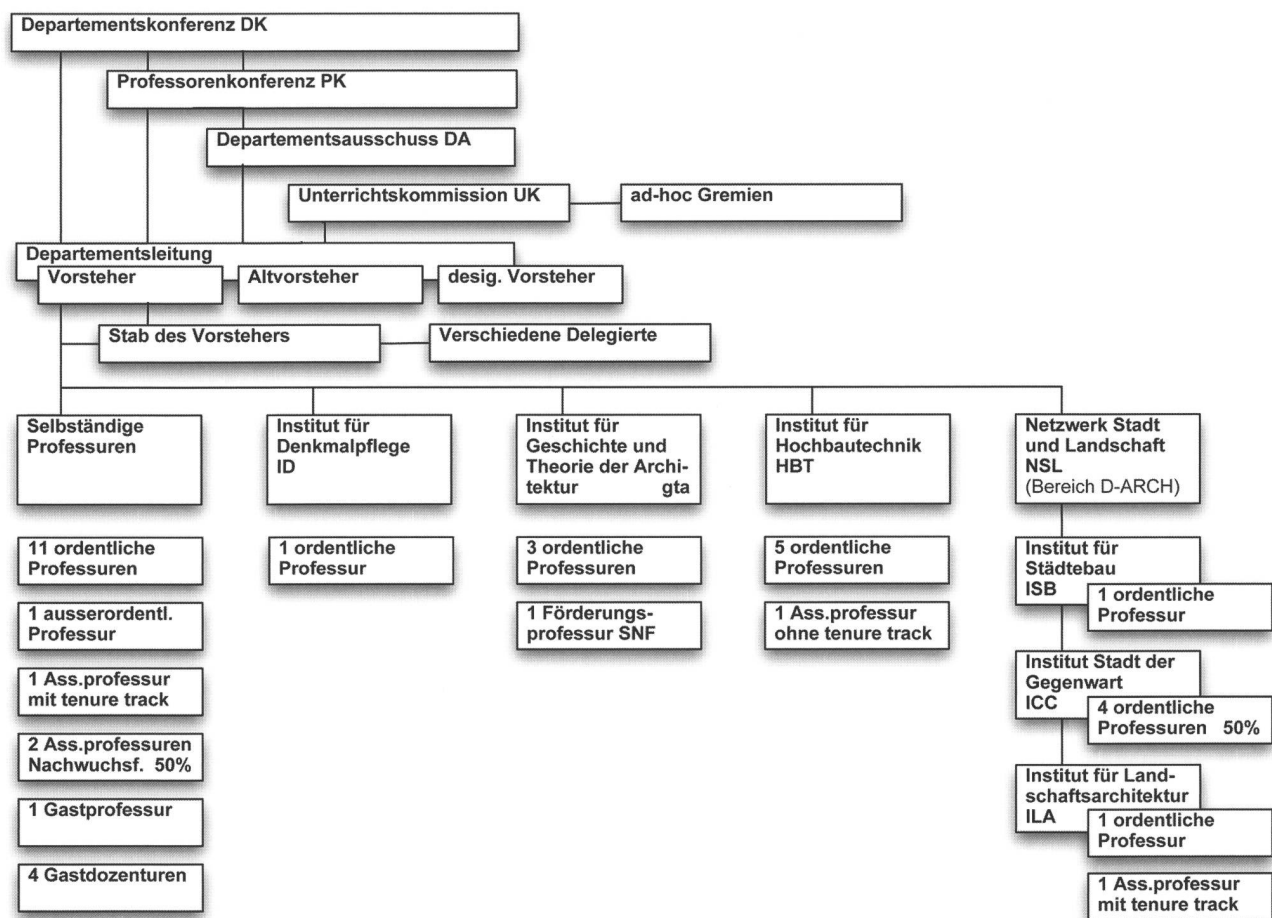 Departementskonferenz DK
Professorenkonferenz PK
Departementsausschuss DA
Unterrichtskommission UK
ad-hoc Gremien
Departementsleitung
Vorsteher
Altvorsteher
desig. Vorsteher
Stab des Vorstehers
Verschiedene Delegierte
Selbständige
Professuren
11 ordentliche
Professuren
1 ausserordentl.
Professur
1 Ass.professur
mit tenure track
2 Ass.professuren
Nachwuchsf. 50%
1 Gastprofessur
4 Gastdozenturen
Institut für
Denkmalpflege
ID
1 ordentliche
Professur
Institut für
Geschichte und
Theorie der Archi-
tektur gta
3 ordentliche
Professuren
1 Förderungs-
professur SNF
Institut für
Hochbautechnik
HBT
5 ordentliche
Professuren
1 Ass.professur
ohne tenure track
Netzwerk Stadt
und Landschaft
NSL
(Bereich D-ARCH)
Institut für
Städtebau
ISB
1 ordentliche
Professur
Institut Stadt der
Gegenwart
ICC
4 ordentliche
Professuren 50%
Institut für Land-
schaftsarchitektur
ILA
1 ordentliche
Professur
1 Ass.professur
mit tenure track